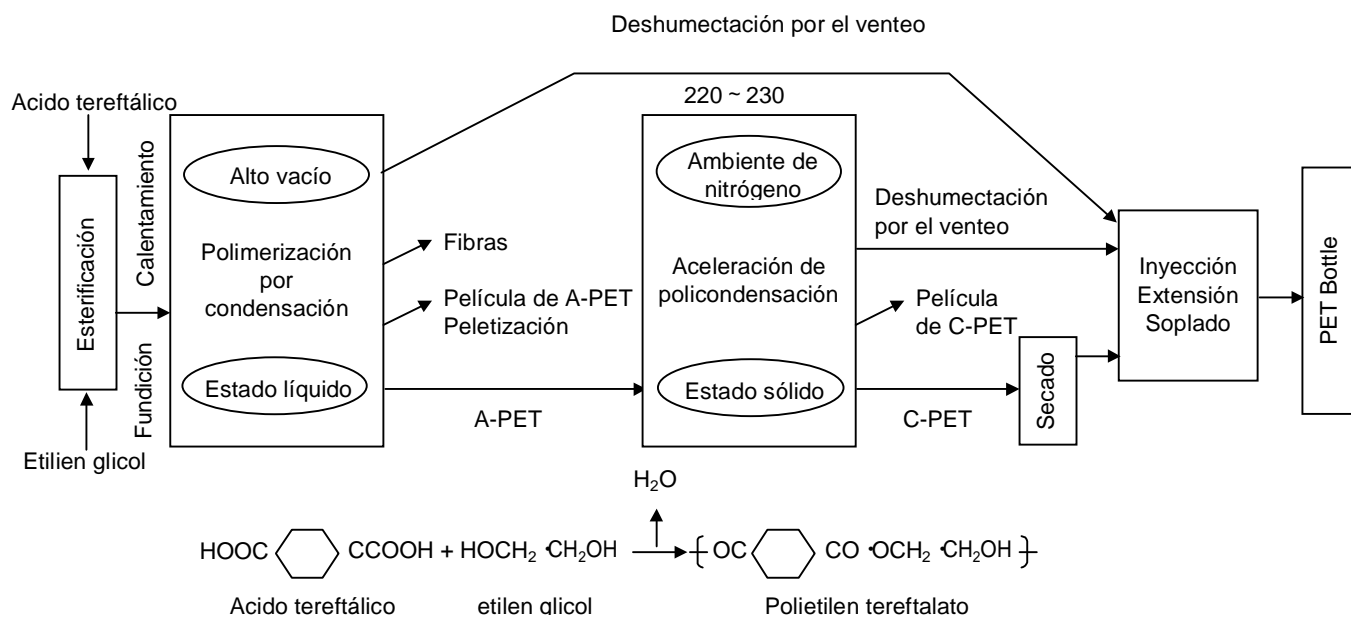 Deshumectación por el venteo
220 ~ 230
Acido tereftálico
Esterificación
Etilien glicol
Calentamiento
Fundición
Alto vacío
Polimerización
por
condensación
Estado líquido
Fibras
Película de A-PET
Peletización
A-PET
Ambiente de
nitrógeno
Aceleración de
policondensación
Estado sólido
Deshumectación
por el venteo
Película
de C-PET
C-PET
Secado
Inyección
Extensión
Soplado
PET Bottle
H₂O
HOOC CCOOH + HOCH₂ ·CH₂OH OC CO ·OCH₂ ·CH₂OH
Acido tereftálico etilen glicol Polietilen tereftalato